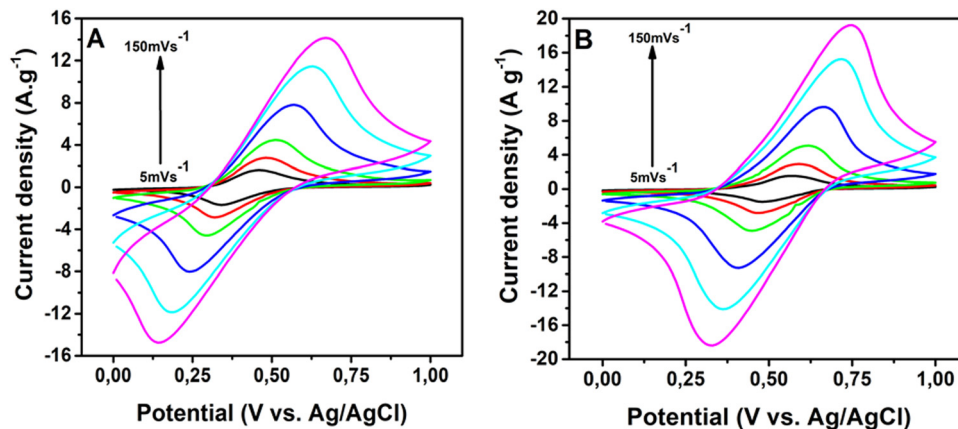 A
150mVs⁻¹
5mVs⁻¹
16
12
8
4
0
-4
-8
-12
-16
0,00 0,25 0,50 0,75 1,00
Current density (A.g⁻¹)
Potential (V vs. Ag/AgCl)
B
150mVs⁻¹
5mVs⁻¹
20
16
12
8
4
0
-4
-8
-12
-16
-20
0,00 0,25 0,50 0,75 1,00
Current density (A g⁻¹)
Potential (V vs. Ag/AgCl)